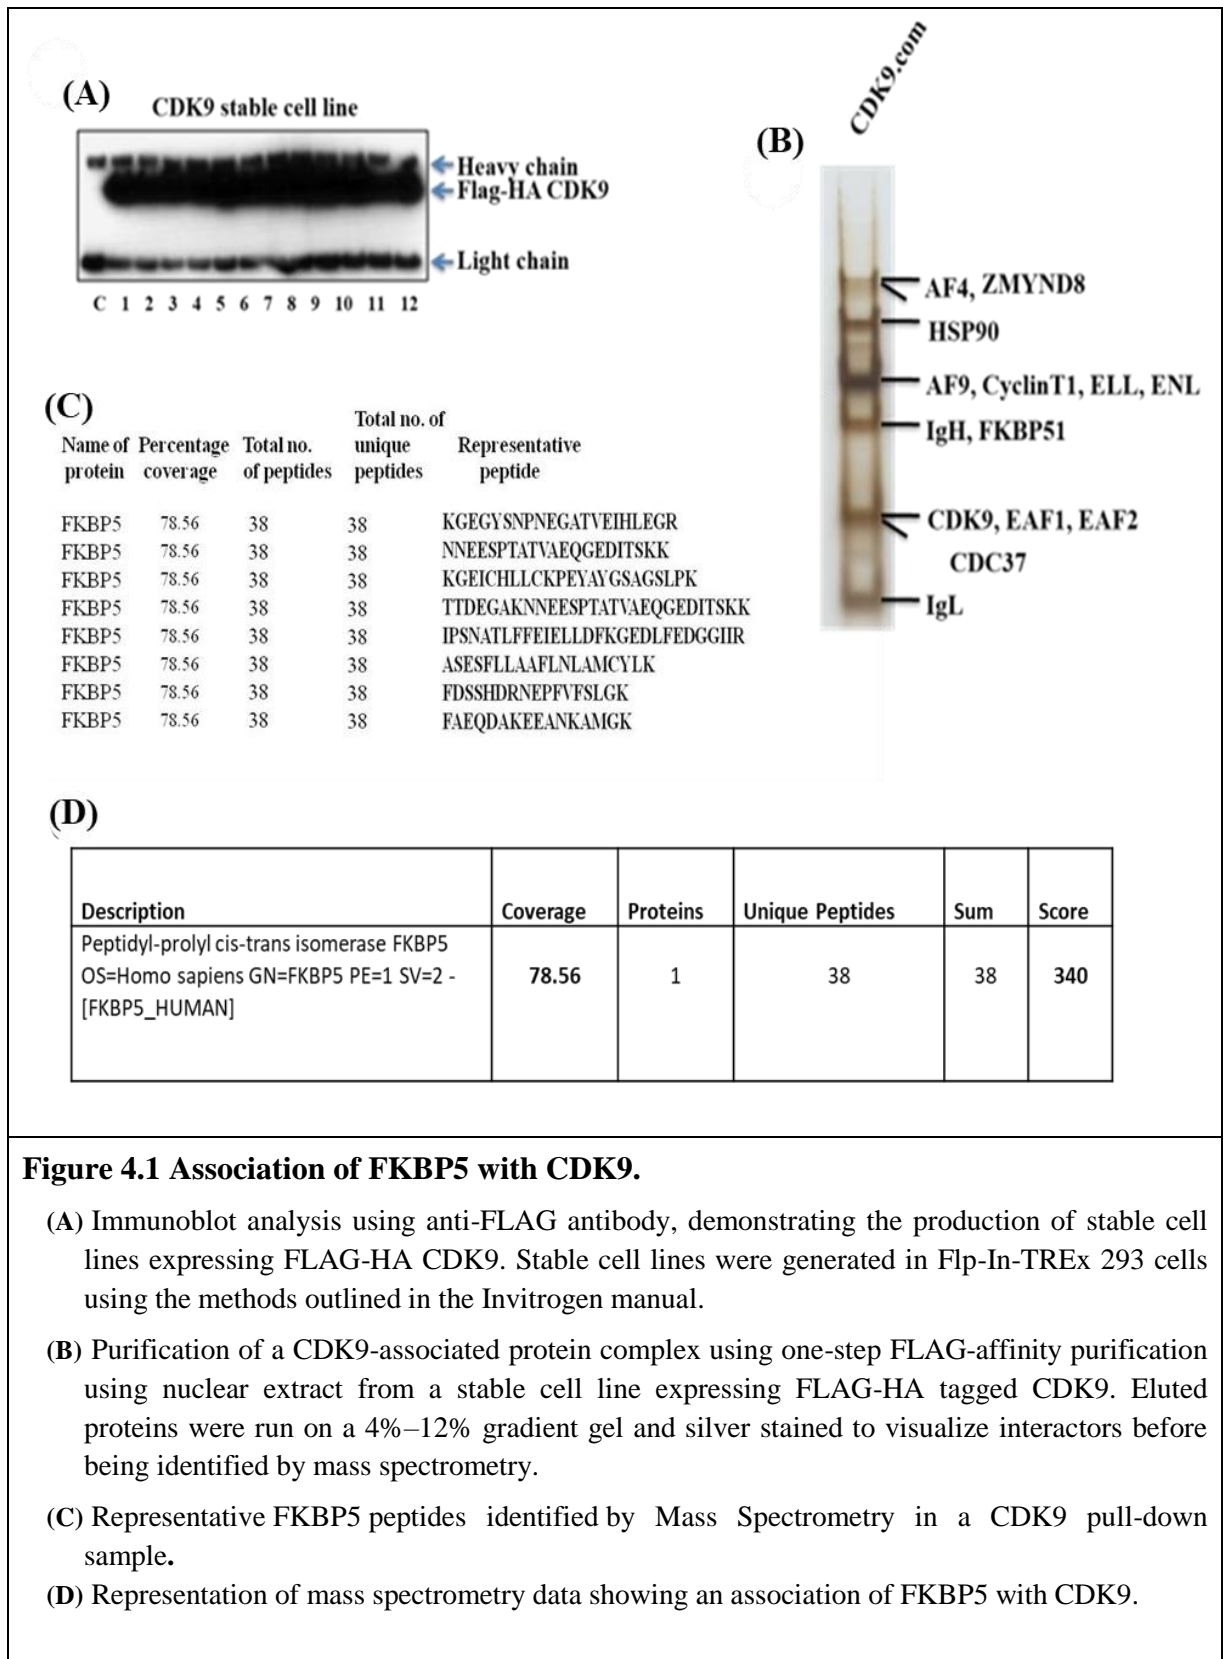 (A)
CDK9 stable cell line
Heavy chain
Flag-HA CDK9
Light chain
C 1 2 3 4 5 6 7 8 9 10 11 12
(B)
CDK9.com
AF4, ZMYND8
HSP90
AF9, CyclinT1, ELL, ENL
IgH, FKBP51
CDK9, EAF1, EAF2
CDC37
IgL
(C)
Name of protein Percentage coverage Total no. of peptides Total no. of unique peptides Representative peptide
FKBP5 78.56 38 38 KGEGYSNPNEGATVEIHLEGR
FKBP5 78.56 38 38 NNEESPTATVAEQGEDITSKK
FKBP5 78.56 38 38 KGEICHLLCKPEYAYGSAGSLPK
FKBP5 78.56 38 38 TTDEGAKNNEESPTATVAEQGEDITSKK
FKBP5 78.56 38 38 IPSNATLFFEIELLDFKGEDLFEDGGIIR
FKBP5 78.56 38 38 ASESFLLAAFLNLAMCYLK
FKBP5 78.56 38 38 FDSSHDRNEPFVFSLGK
FKBP5 78.56 38 38 FAEQDAKEEANKAMGK
(D)
Description Coverage Proteins Unique Peptides Sum Score
Peptidyl-prolyl cis-trans isomerase FKBP5
OS=Homo sapiens GN=FKBP5 PE=1 SV=2 - 78.56 1 38 38 340
[FKBP5_HUMAN]
Figure 4.1 Association of FKBP5 with CDK9.
(A) Immunoblot analysis using anti-FLAG antibody, demonstrating the production of stable cell
lines expressing FLAG-HA CDK9. Stable cell lines were generated in Flp-In-TREx 293 cells
using the methods outlined in the Invitrogen manual.
(B) Purification of a CDK9-associated protein complex using one-step FLAG-affinity purification
using nuclear extract from a stable cell line expressing FLAG-HA tagged CDK9. Eluted
proteins were run on a 4%–12% gradient gel and silver stained to visualize interactors before
being identified by mass spectrometry.
(C) Representative FKBP5 peptides identified by Mass Spectrometry in a CDK9 pull-down
sample.
(D) Representation of mass spectrometry data showing an association of FKBP5 with CDK9.